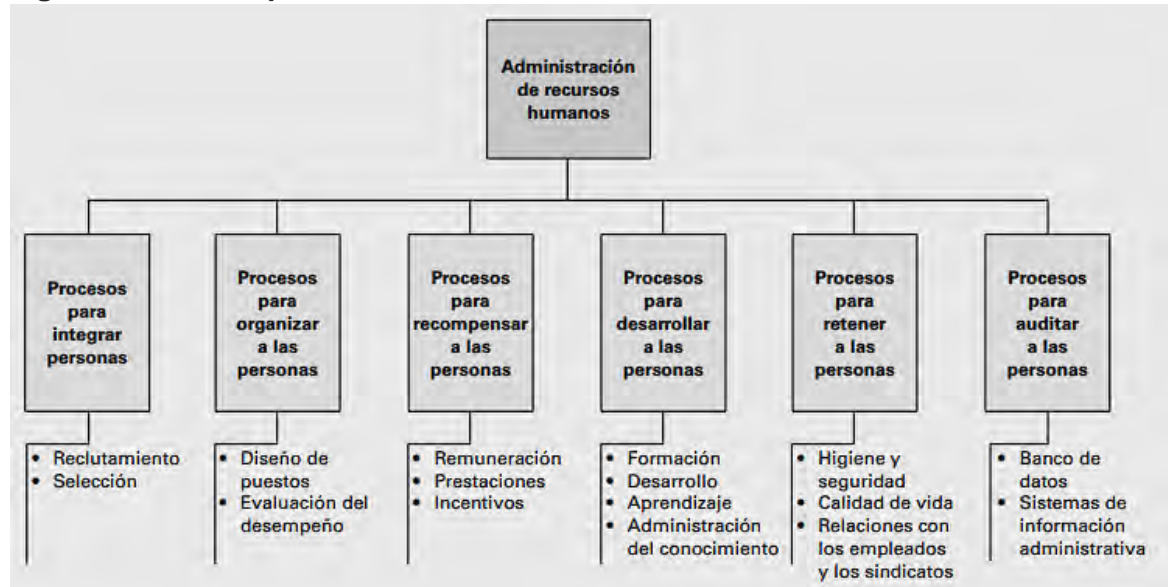 Administración
de recursos
humanos
Procesos
para
integrar
personas
Procesos
para
organizar
a las
personas
Procesos
para
recompensar
a las
personas
Procesos
para
desarrollar
a las
personas
Procesos
para
retener
a las
personas
Procesos
para
auditar
a las
personas
• Reclutamiento
• Selección
• Diseño de
puestos
• Evaluación del
desempeño
• Remuneración
• Prestaciones
• Incentivos
• Formación
• Desarrollo
• Aprendizaje
• Administración
del conocimiento
• Higiene y
seguridad
• Calidad de vida
• Relaciones con
los empleados
y los sindicatos
• Banco de
datos
• Sistemas de
información
administrativa